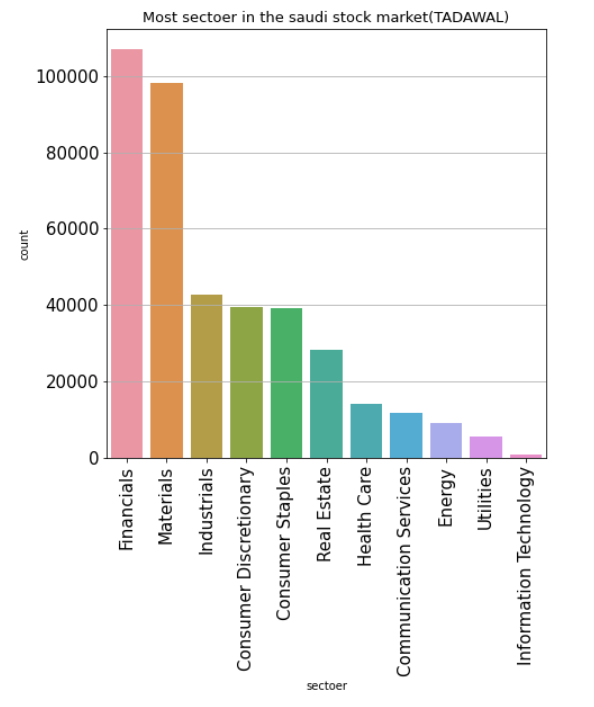 Most sectoer in the saudi stock market(TADAWAL)
100000
80000
60000
40000
20000
0
count
Financials
Materials
Industrials
Consumer Discretionary
Consumer Staples
Real Estate
Health Care
Communication Services
Energy
Utilities
Information Technology
sectoer